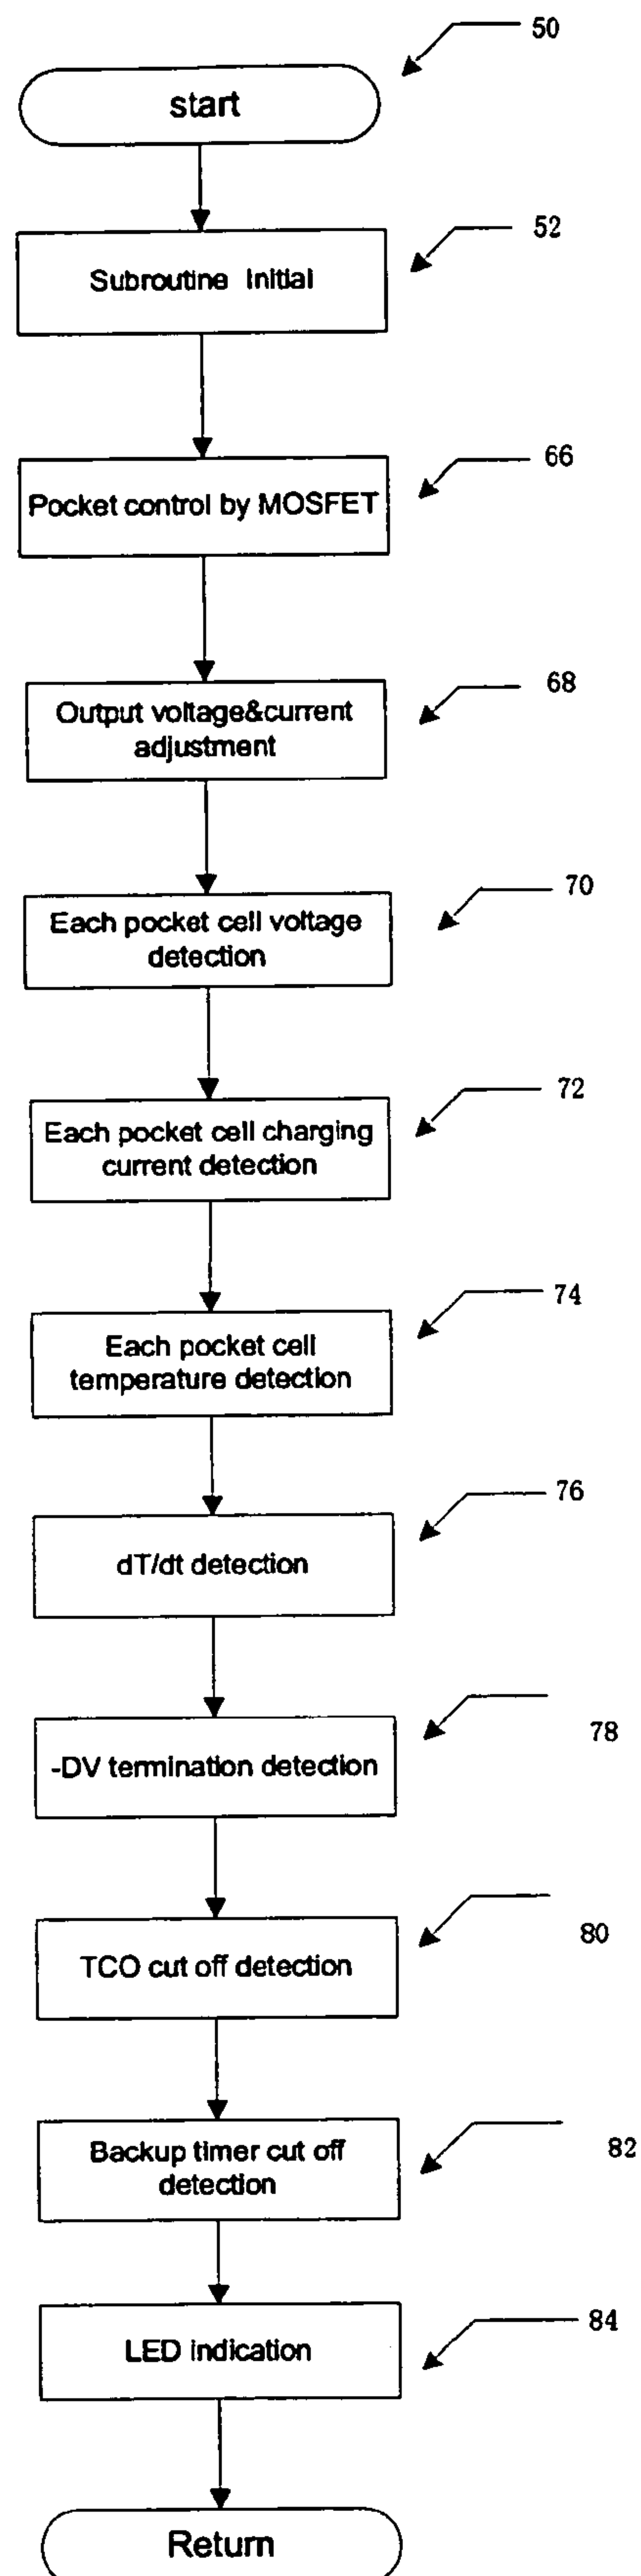 50
start
52
Subroutine Initial
66
Pocket control by MOSFET
68
Output voltage&current
adjustment
70
Each pocket cell voltage
detection
72
Each pocket cell charging
current detection
74
Each pocket cell
temperature detection
76
dT/dt detection
78
-DV termination detection
80
TCO cut off detection
82
Backup timer cut off
detection
84
LED indication
Return